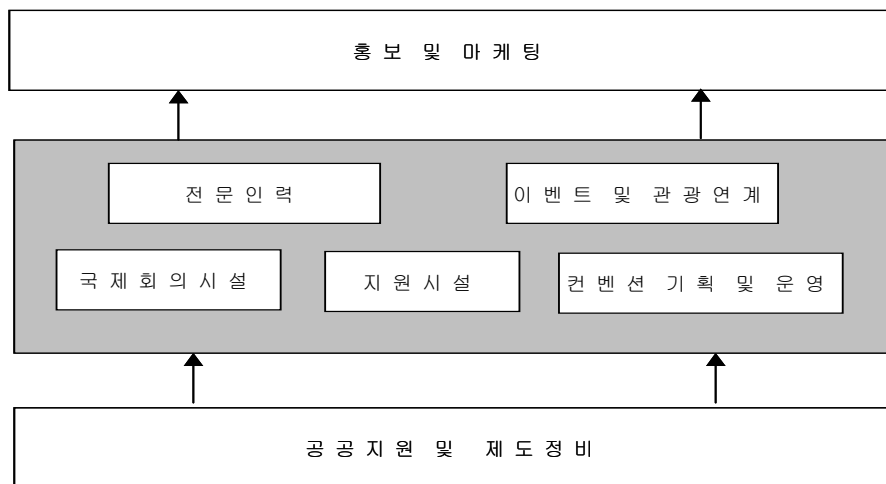 홍보 및 마케팅
전문인력
이벤트 및 관광연계
국제회의시설
지원시설
컨벤션 기획 및 운영
공공지원 및 제도정비